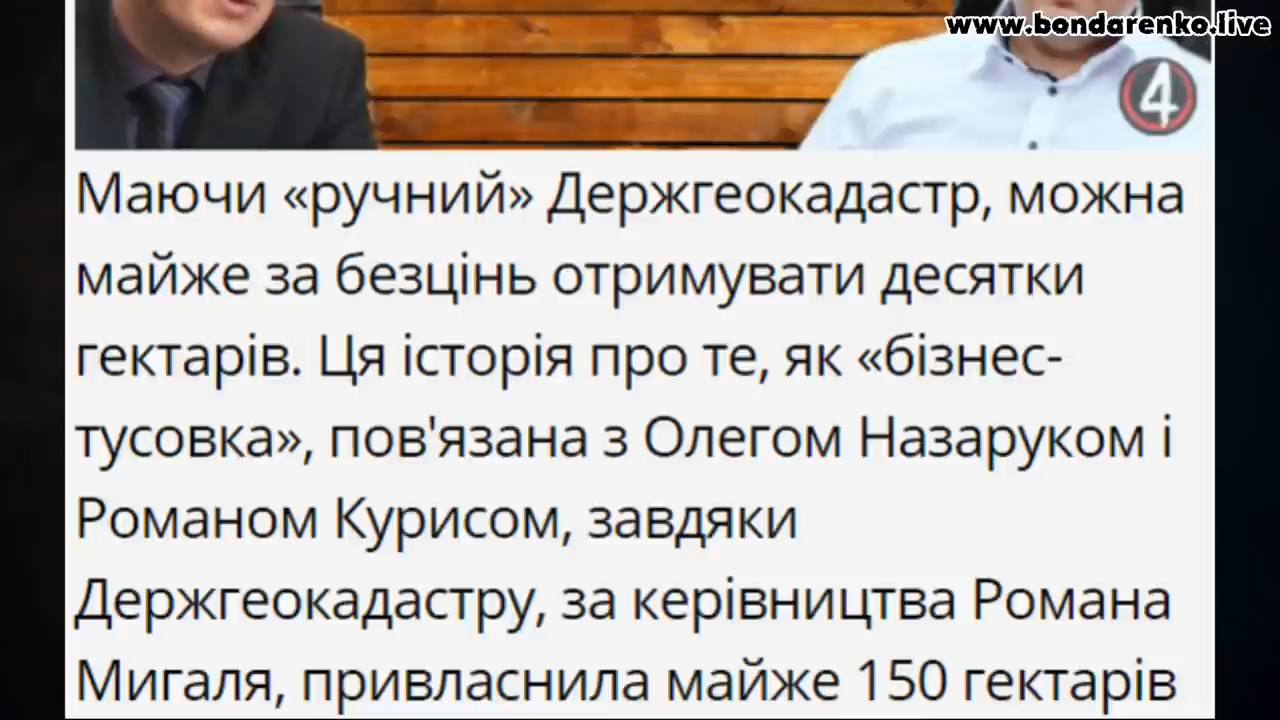 www.bondarenko.live
4
Маючи «ручний» Держгеокадастр, можна
майже за безцінь отримувати десятки
гектарів. Ця історія про те, як «бізнес-
тусовка», пов'язана з Олегом Назаруком і
Романом Курисом, завдяки
Держгеокадастру, за керівництва Романа
Мигаля, привласнила майже 150 гектарів